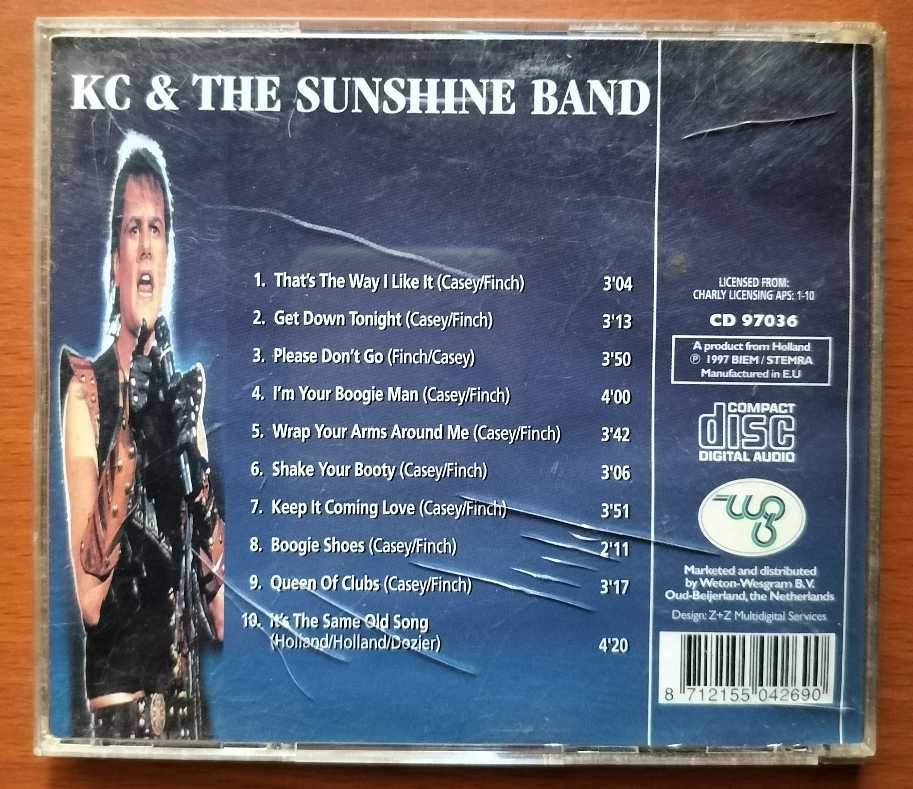 KC & THE SUNSHINE BAND
1. That's The Way I Like It (Casey/Finch) 3'04
2. Get Down Tonight (Casey/Finch) 3'13
3. Please Don't Go (Finch/Casey) 3'50
4. I'm Your Boogie Man (Casey/Finch) 4'00
5. Wrap Your Arms Around Me (Casey/Finch) 3'42
6. Shake Your Booty (Casey/Finch) 3'06
7. Keep It Coming Love (Casey/Finch) 3'51
8. Boogie Shoes (Casey/Finch) 2'11
9. Queen Of Clubs (Casey/Finch) 3'17
10. It's The Same Old Song
(Holland/Holland/Dozier) 4'20
LICENSED FROM:
CHARLY LICENSING APS: 1-10
CD 97036
A product from Holland
℗ 1997 BIEM / STEMRA
Manufactured in E.U
COMPACT
disc
DIGITAL AUDIO
Marketed and distributed
by Weton-Wesgram B.V.
Oud-Beijerland, the Netherlands
Design: Z+Z Multidigital Services
8 712155 042690